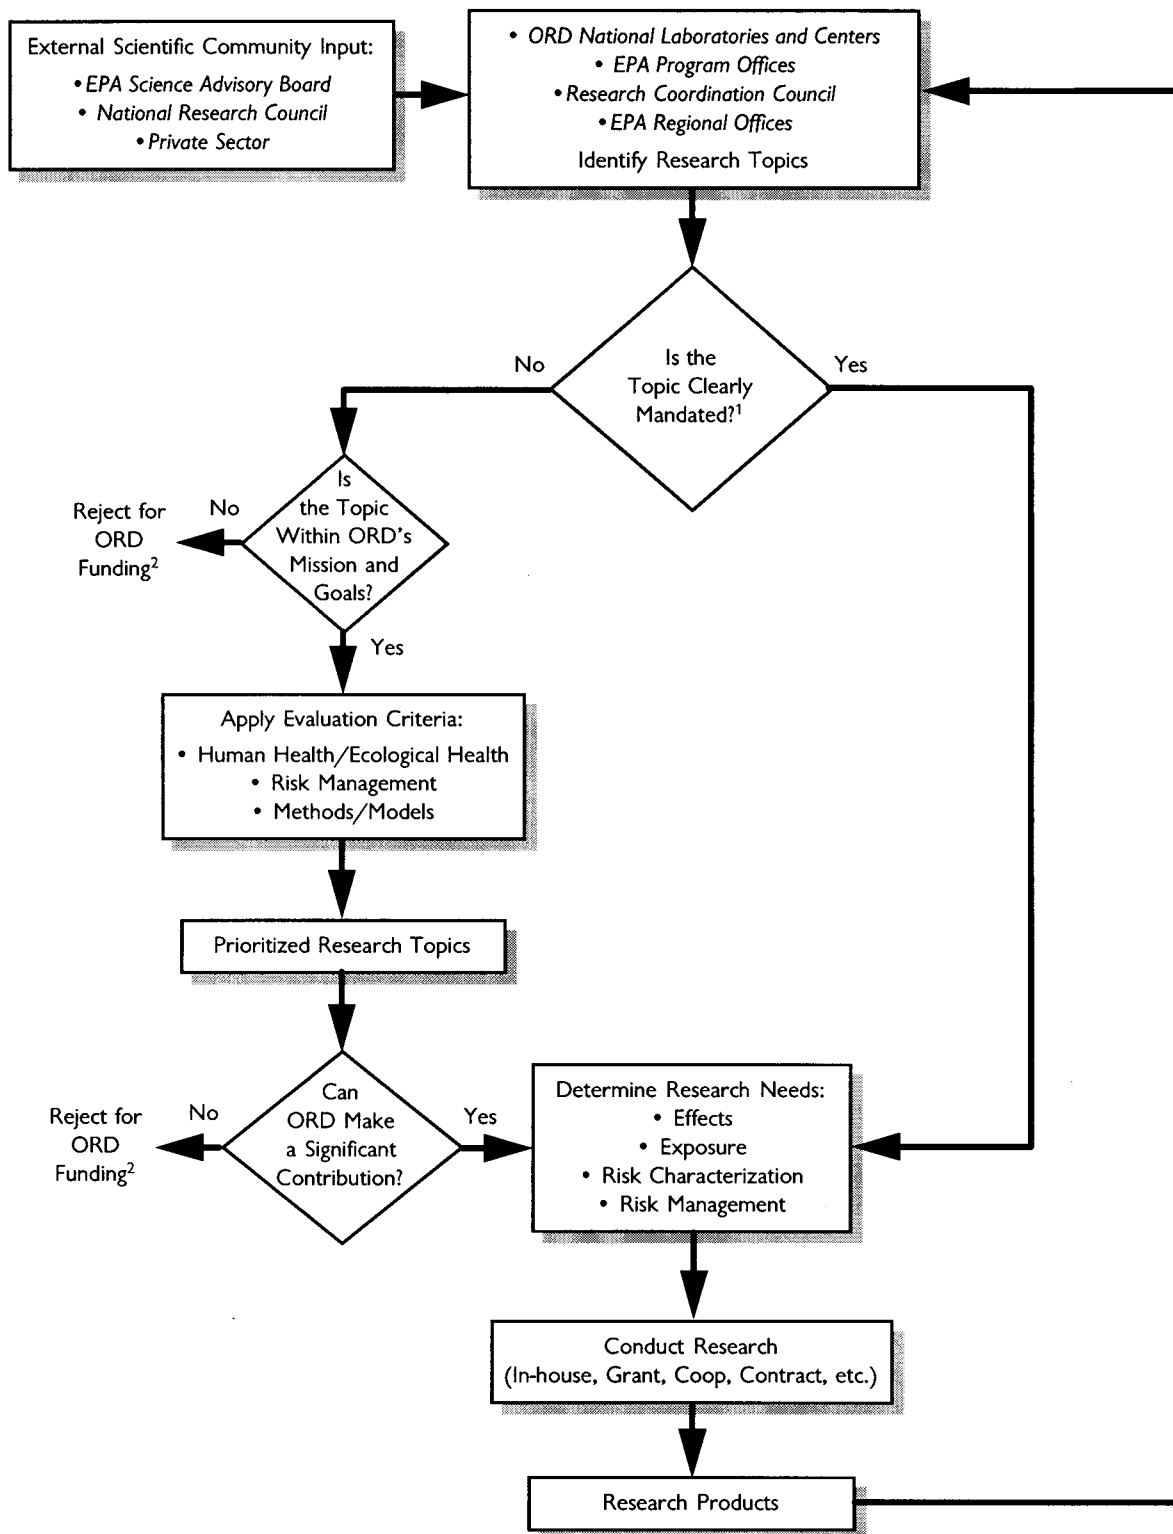 External Scientific Community Input:
• EPA Science Advisory Board
• National Research Council
• Private Sector
• ORD National Laboratories and Centers
• EPA Program Offices
• Research Coordination Council
• EPA Regional Offices
Identify Research Topics
No
Is the
Topic Clearly
Mandated?¹
Yes
Reject for
ORD
Funding²
No
Is
the Topic
Within ORD's
Mission and
Goals?
Yes
Apply Evaluation Criteria:
• Human Health/Ecological Health
• Risk Management
• Methods/Models
Prioritized Research Topics
Reject for
ORD
Funding²
No
Can
ORD Make
a Significant
Contribution?
Yes
Determine Research Needs:
• Effects
• Exposure
• Risk Characterization
• Risk Management
Conduct Research
(In-house, Grant, Coop, Contract, etc.)
Research Products